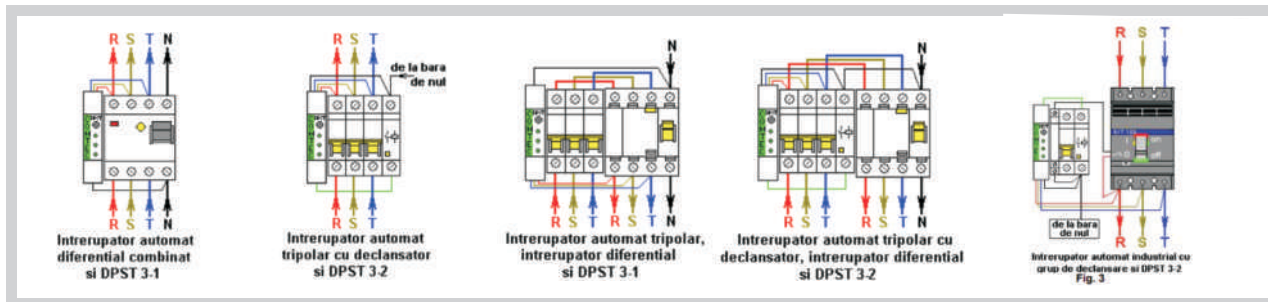 R S T N
R S T N
Intrerupator automat
diferential combinat
si DPST 3-1
R S T
de la bara
de nul
R S T
Intrerupator automat
tripolar cu declansator
si DPST 3-2
N
R S T R S T N
Intrerupator automat tripolar,
intrerupator diferential
si DPST 3-1
N
R S T R S T N
Intrerupator automat tripolar cu
declansator, intrerupator diferential
si DPST 3-2
R S T
on
off
de la bara
de nul
R S T
Intrerupator automat industrial cu
grup de declansare si DPST 3-2
Fig. 3